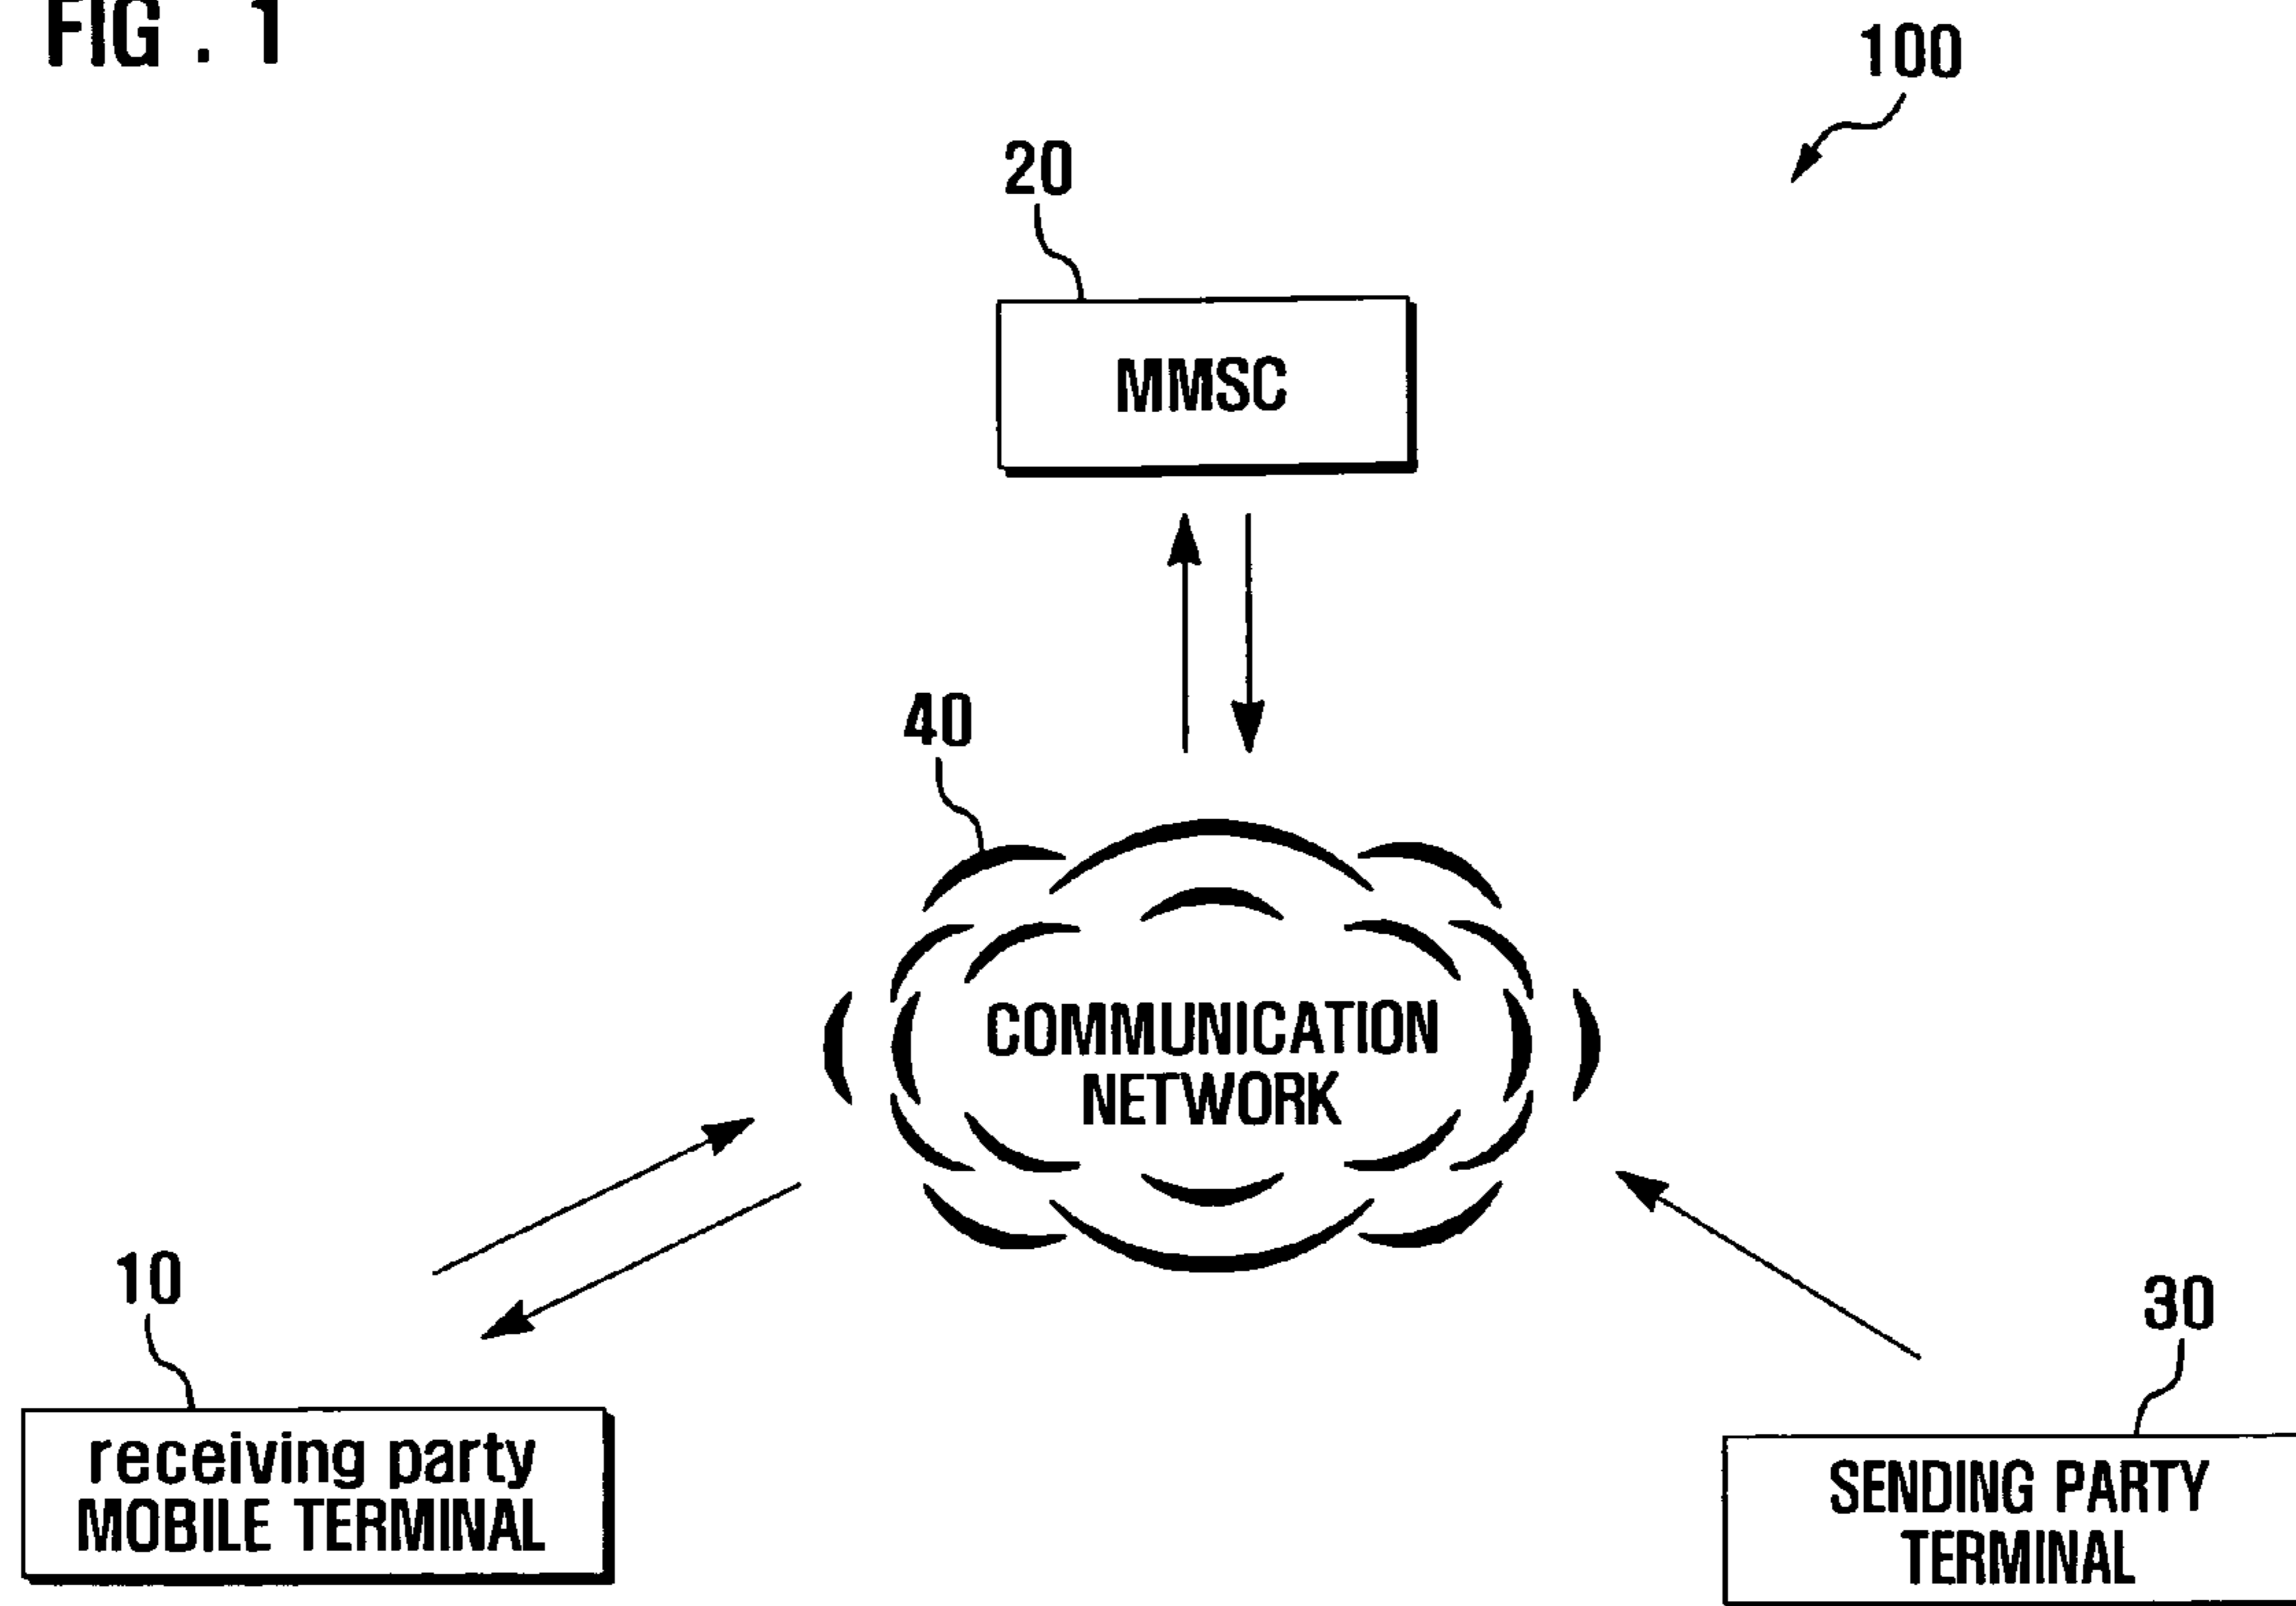 FIG . 1
100
20
MMSC
40
COMMUNICATION
NETWORK
10
receiving party
MOBILE TERMINAL
30
SENDING PARTY
TERMINAL